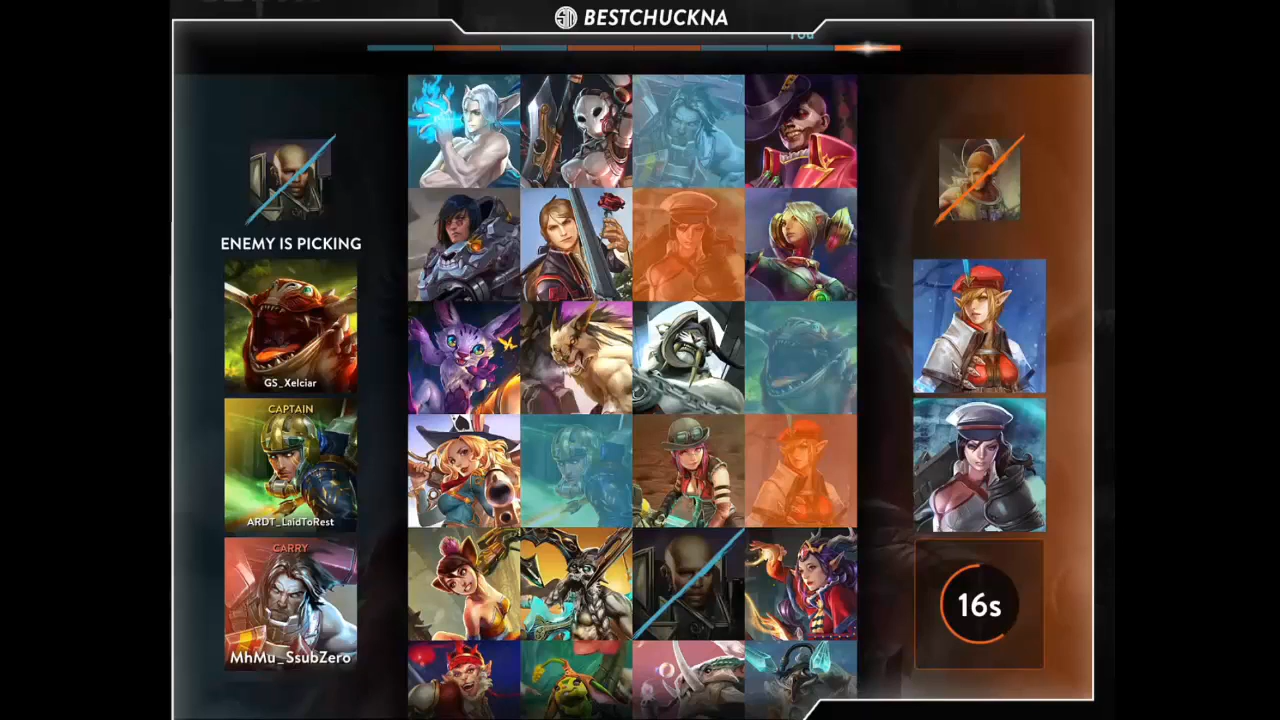 BESTCHUCKNA
You
ENEMY IS PICKING
GS_Xelciar
CAPTAIN
ARDT_LaidToRest
CARRY
MhMu_SsubZero
16s